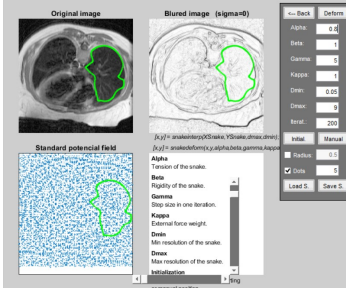 Original image
Blured image (sigma=0)
[x,y] = snakeinterp(XSnake,YSnake,dmax,dmin);
[x,y] = snakedeform(x,y,alpha,beta,gamma,kappa
Standard potencial field
Alpha
Tension of the snake.
Beta
Rigidity of the snake.
Gamma
Step size in one iteration.
Kappa
External force weight.
Dmin
Min resolution of the snake.
Dmax
Max resolution of the snake.
Initialization
<-- Back Deform
Alpha: 0.8
Beta: 1
Gamma: 5
Kappa: 1
Dmin: 0.05
Dmax: 9
Iterat.: 200
Initial. Manual
Radius 0.5
Dots 5
Load S. Save S.